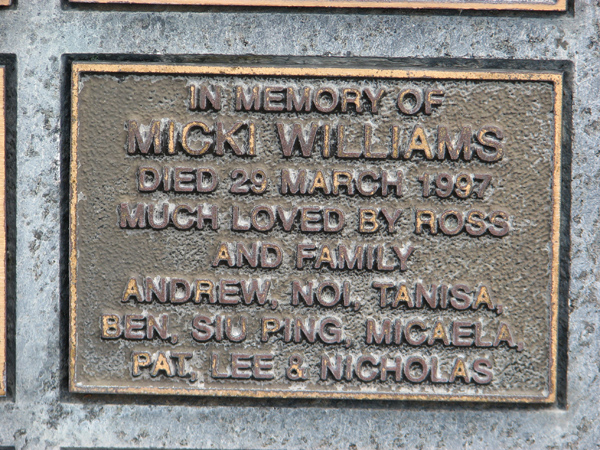 IN MEMORY OF
MICKI WILLIAMS
DIED 29 MARCH 1997
MUCH LOVED BY ROSS
AND FAMILY
ANDREW, NOI, TANISA,
BEN, SIU PING, MICAELA,
PAT, LEE & NICHOLAS